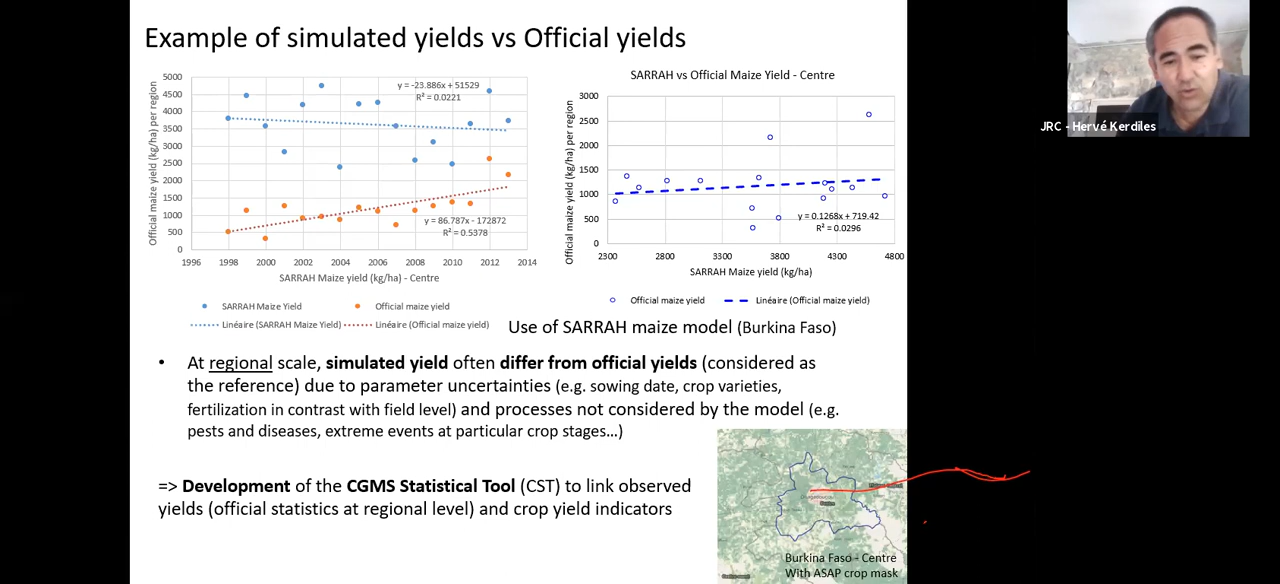 Example of simulated yields vs Official yields
Official maize yield (kg/ha) per region
5000
4500
4000
3500
3000
2500
2000
1500
1000
500
0
y = -23.886x + 51529
R² = 0.0221
y = 86.787x - 172872
R² = 0.5378
1996 1998 2000 2002 2004 2006 2008 2010 2012 2014
SARRAH Maize yield (kg/ha) - Centre
SARRAH Maize Yield Official maize yield
Linéaire (SARRAH Maize Yield) Linéaire (Official maize yield)
SARRAH vs Official Maize Yield - Centre
Official maize yield (kg/ha) per region
3000
2500
2000
1500
1000
500
0
y = 0.1268x + 719.42
R² = 0.0296
2300 2800 3300 3800 4300 4800
SARRAH Maize yield (kg/ha)
Official maize yield Linéaire (Official maize yield)
JRC - Hervé Kerdiles
Use of SARRAH maize model (Burkina Faso)
• At regional scale, simulated yield often differ from official yields (considered as
the reference) due to parameter uncertainties (e.g. sowing date, crop varieties,
fertilization in contrast with field level) and processes not considered by the model (e.g.
pests and diseases, extreme events at particular crop stages...)
=> Development of the CGMS Statistical Tool (CST) to link observed
yields (official statistics at regional level) and crop yield indicators
Ouagadougou
Centre
Burkina Faso - Centre
With ASAP crop mask